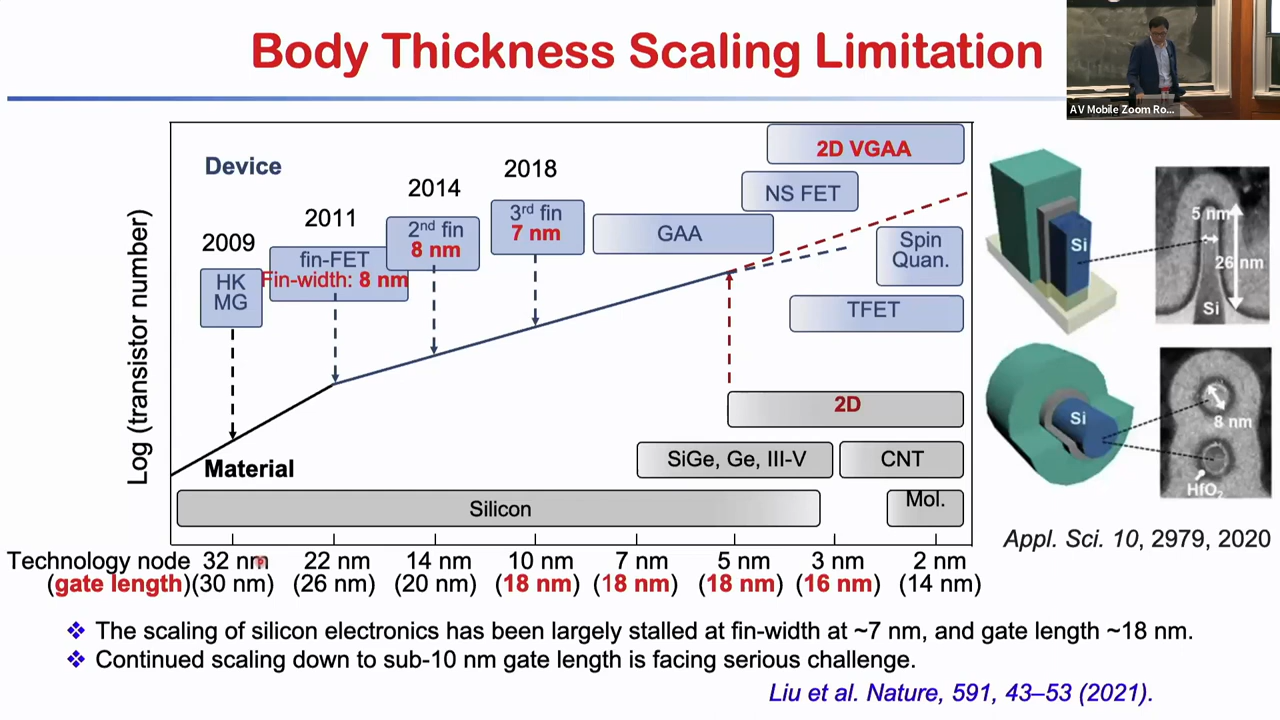 Body Thickness Scaling Limitation
AV Mobile Zoom Ro...
Log (transistor number)
Device
2009
HK
MG
2011
fin-FET
Fin-width: 8 nm
2014
2nd fin
8 nm
2018
3rd fin
7 nm
GAA
2D VGAA
NS FET
Spin
Quan.
TFET
2D
Material
SiGe, Ge, III-V
CNT
Silicon
Mol.
Technology node 32 nm 22 nm 14 nm 10 nm 7 nm 5 nm 3 nm 2 nm
(gate length)(30 nm) (26 nm) (20 nm) (18 nm) (18 nm) (18 nm) (16 nm) (14 nm)
Si
5 nm
26 nm
Si
Si
8 nm
HfO2
Appl. Sci. 10, 2979, 2020
❖ The scaling of silicon electronics has been largely stalled at fin-width at ~7 nm, and gate length ~18 nm.
❖ Continued scaling down to sub-10 nm gate length is facing serious challenge.
Liu et al. Nature, 591, 43–53 (2021).